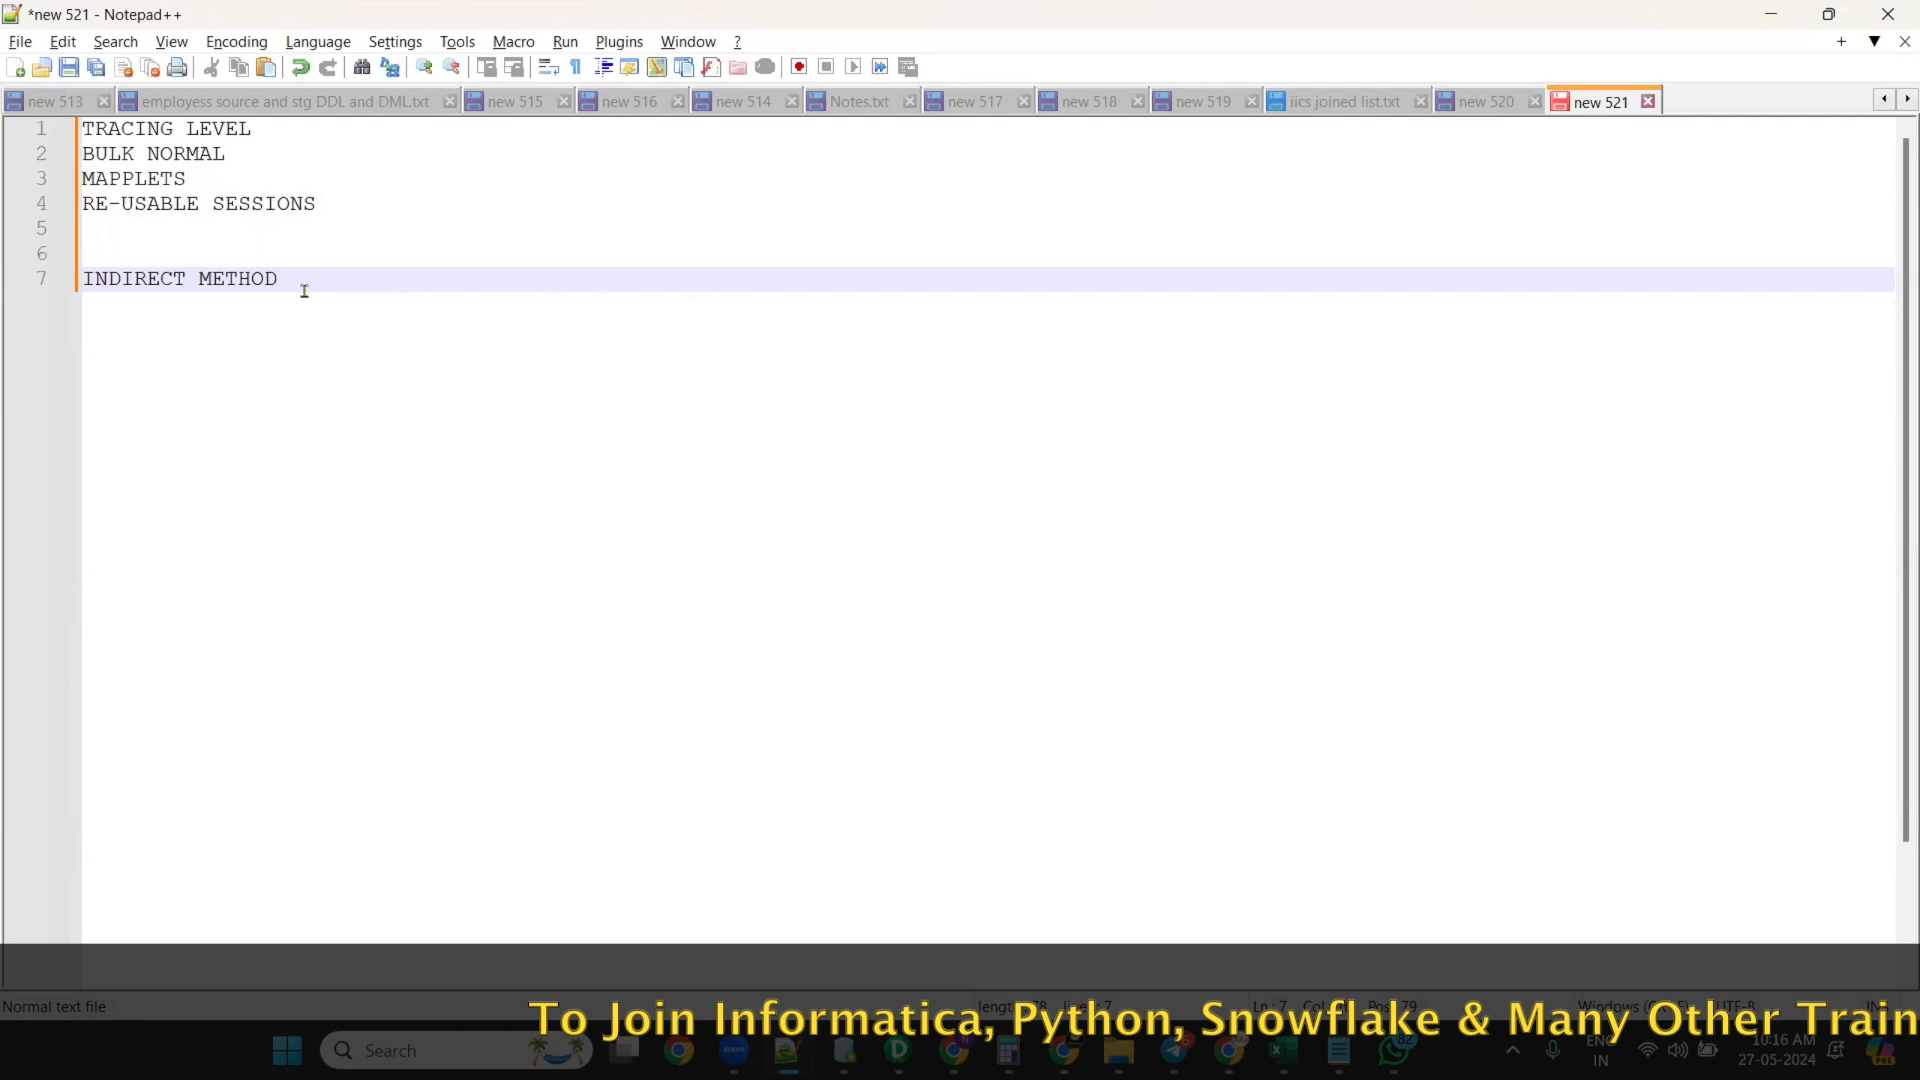 *new 521 - Notepad++
File Edit Search View Encoding Language Settings Tools Macro Run Plugins Window ?
new 513 employess source and stg DDL and DML.txt new 515 new 516 new 514 Notes.txt new 517 new 518 new 519 iics joined list.txt new 520 new 521
1 TRACING LEVEL
2 BULK NORMAL
3 MAPPLETS
4 RE-USABLE SESSIONS
5
6
7 INDIRECT METHOD
Normal text file
To Join Informatica, Python, Snowflake & Many Other Train
Search
zoom
82
ENG
IN
10:16 AM
27-05-2024